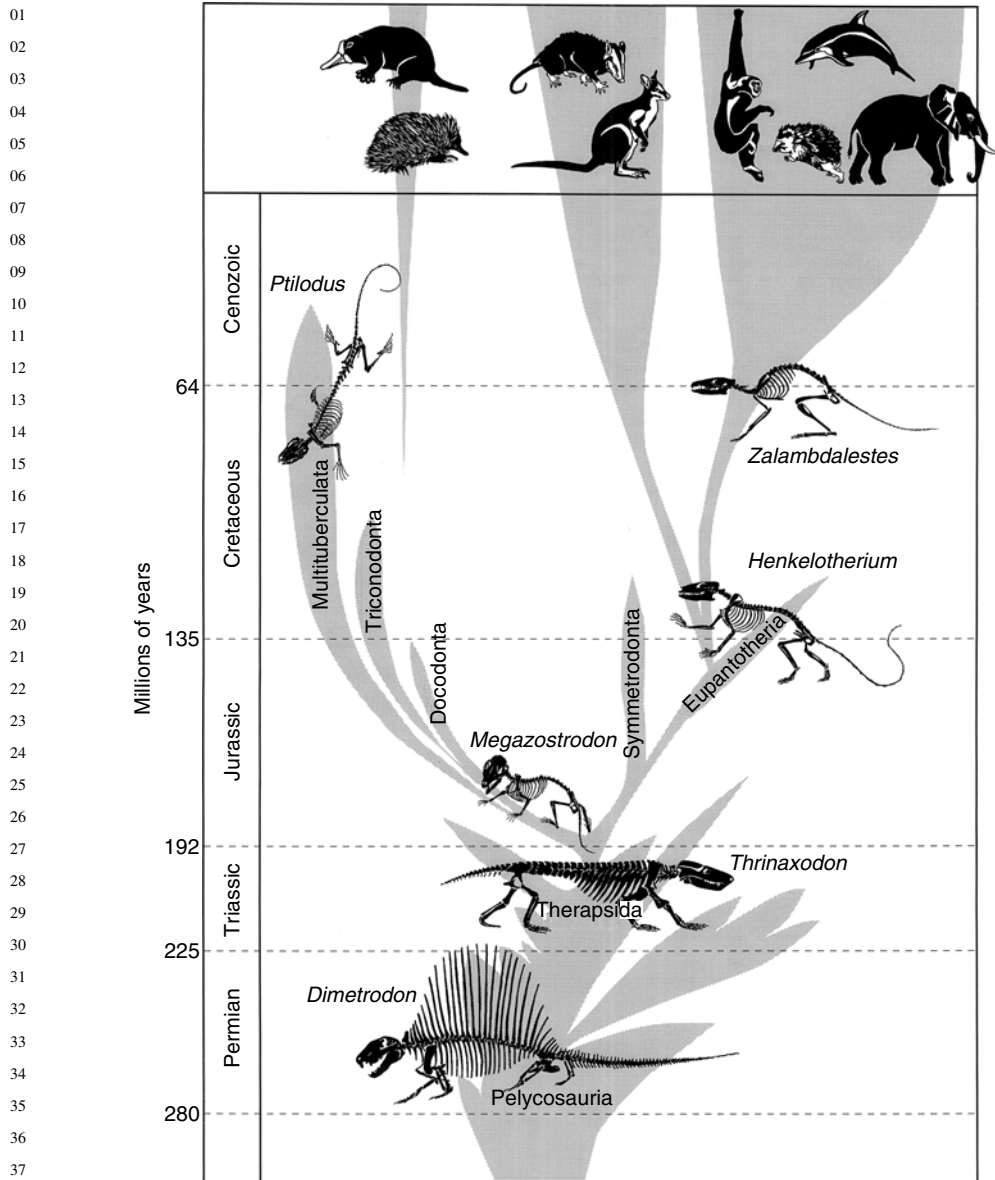 01
02
03
04
05
06
07
08
09
10
11
12
13
14
15
16
17
18
19
20
21
22
23
24
25
26
27
28
29
30
31
32
33
34
35
36
37
Millions of years
64
135
192
225
280
Cenozoic
Cretaceous
Jurassic
Triassic
Permian
Ptilodus
Zalambdalestes
Multituberculata
Triconodonta
Docodonta
Henkelotherium
Symmetrodonta
Eupantotheria
Megazostrodon
Thrinaxodon
Therapsida
Dimetrodon
Pelycosauria